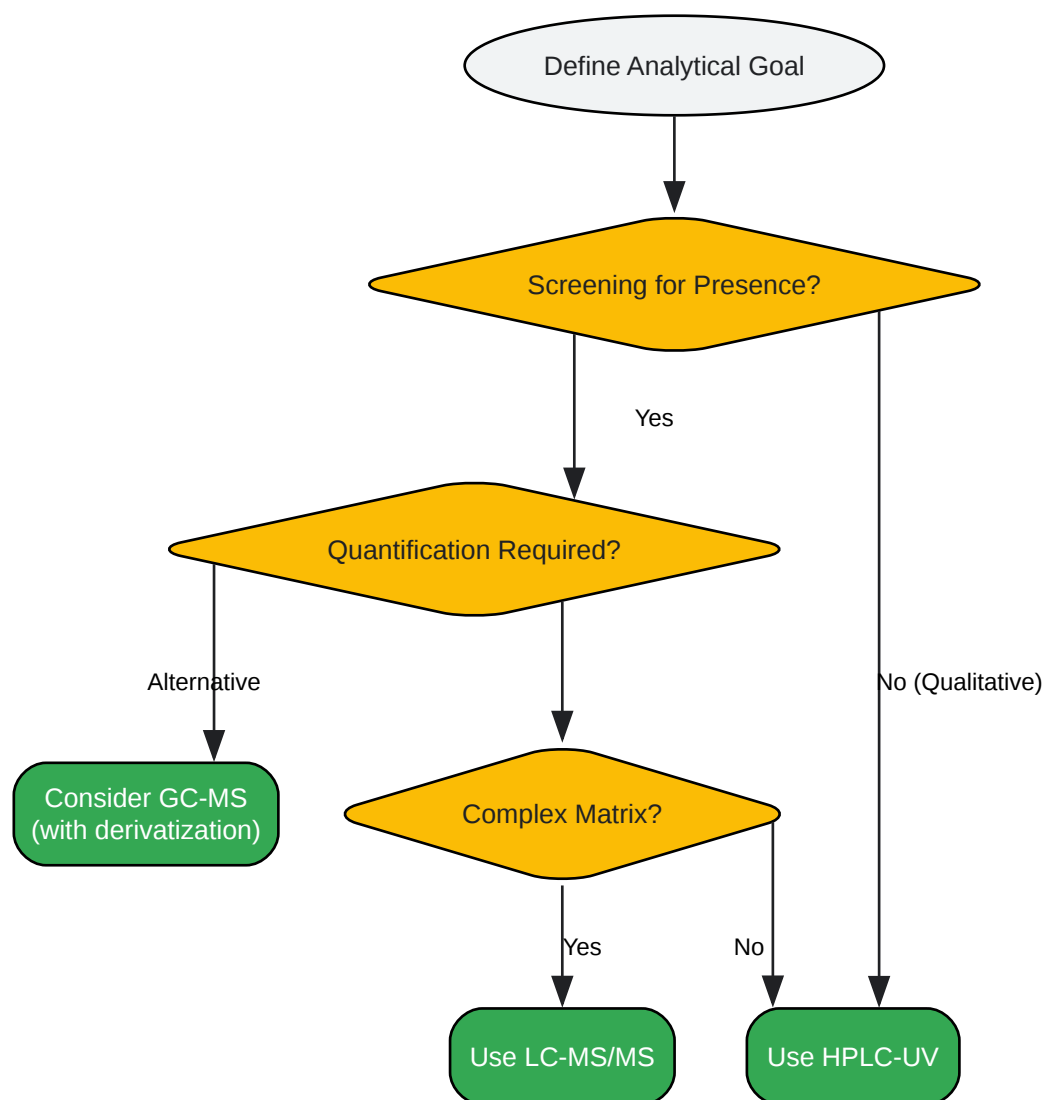 Define Analytical Goal
Screening for Presence?
Yes
Quantification Required?
Alternative
No (Qualitative)
Consider GC-MS
(with derivatization)
Complex Matrix?
Yes
No
Use LC-MS/MS
Use HPLC-UV